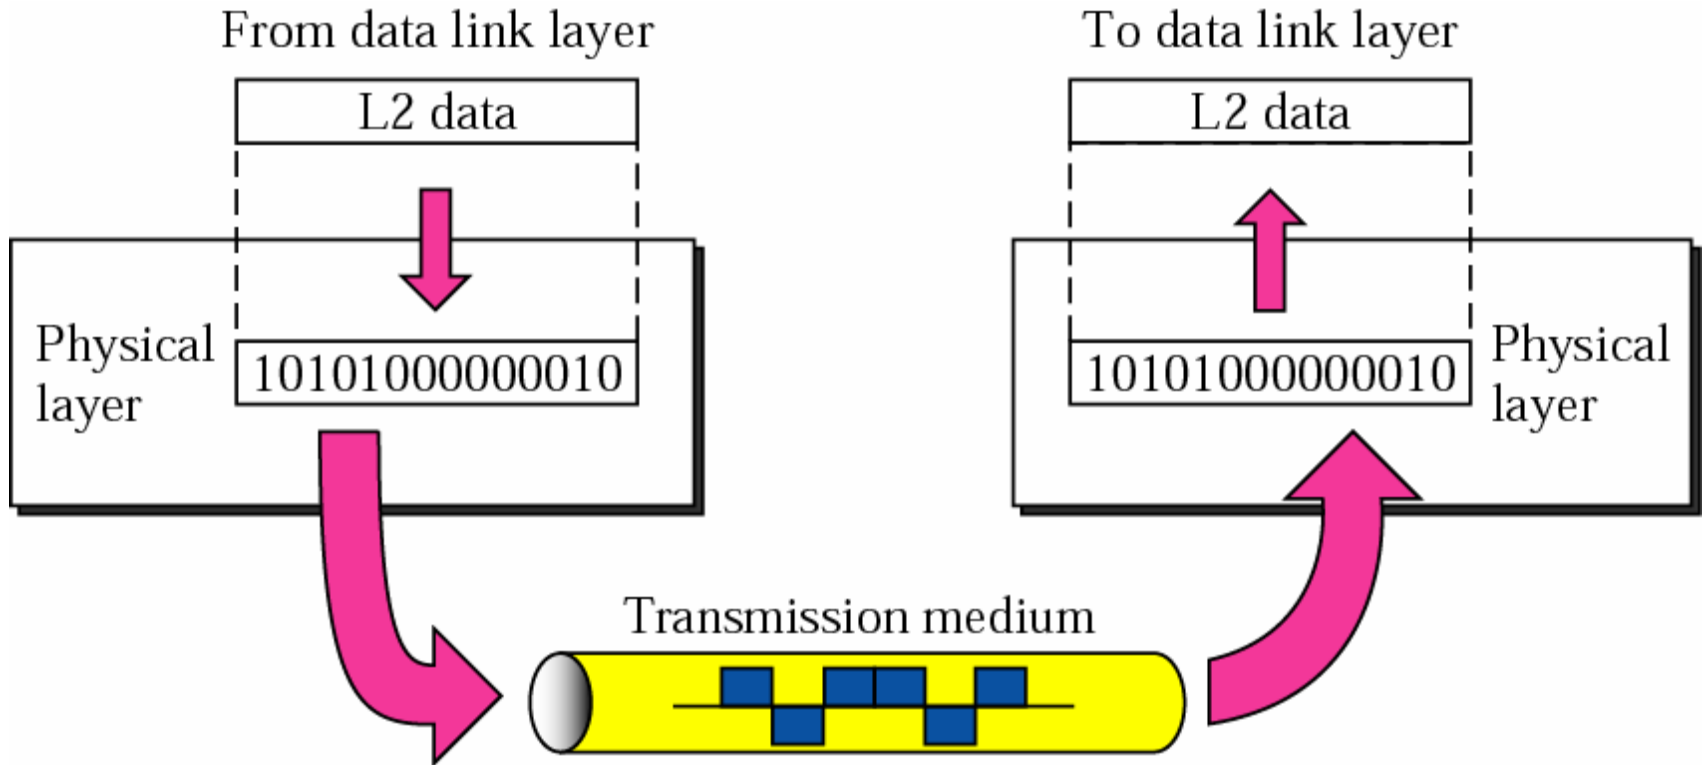 From data link layer
L2 data
Physical
layer
10101000000010
To data link layer
L2 data
10101000000010
Physical
layer
Transmission medium